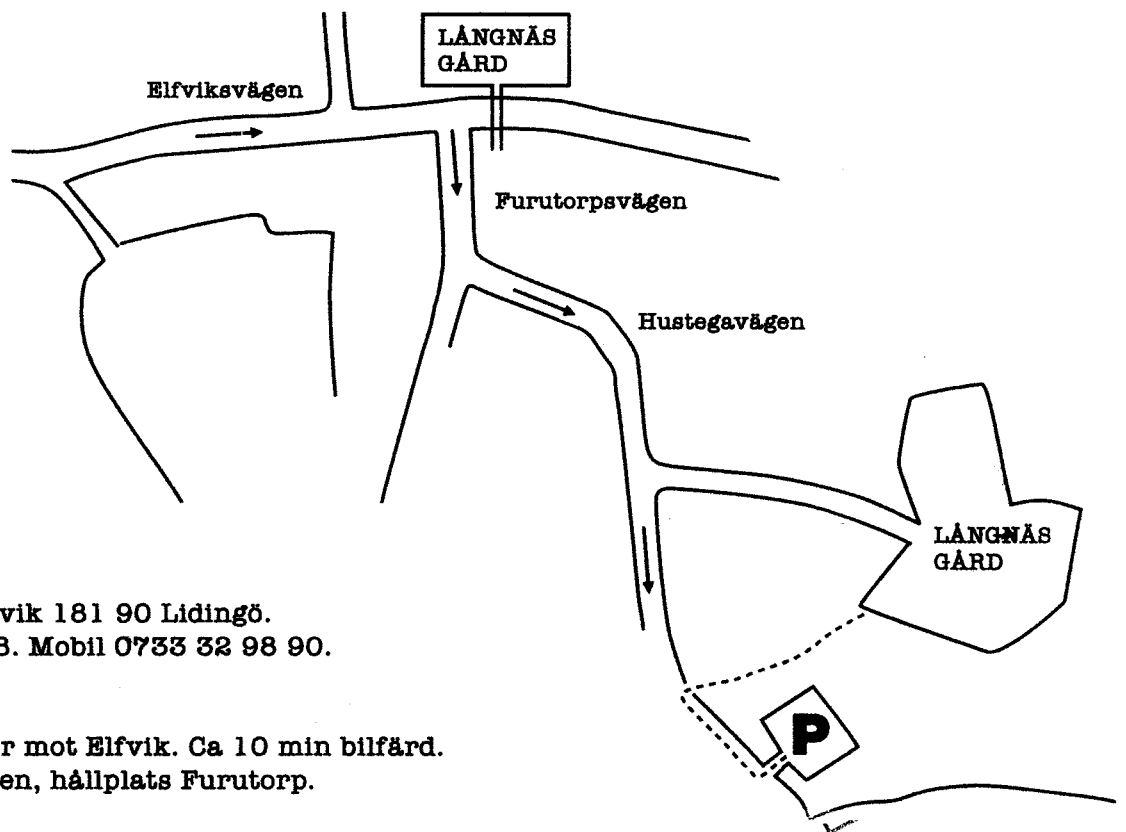 LÅNGNÄS
GÅRD
Elfviksvägen
Furutorpsvägen
Hustegavägen
LÅNGNÄS
GÅRD
vik 181 90 Lidingö.
3. Mobil 0733 32 98 90.
P
r mot Elfvik. Ca 10 min bilfärd.
en, hållplats Furutorp.